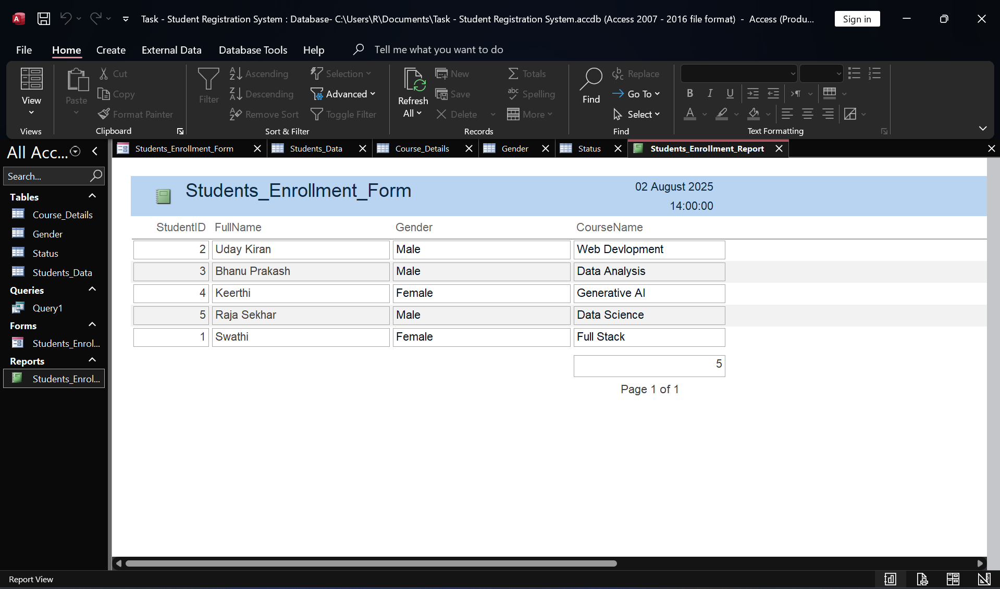 Task - Student Registration System : Database- C:\Users\R\Documents\Task - Student Registration System.accdb (Access 2007 - 2016 file format) - Access (Produ...
Sign in
File Home Create External Data Database Tools Help Tell me what you want to do
View
Views
Paste
Cut
Copy
Format Painter
Clipboard
Filter
Ascending
Descending
Remove Sort
Selection
Advanced
Toggle Filter
Sort & Filter
Refresh
All
New
Save
Delete
Totals
Spelling
More
Records
Find
Replace
Go To
Select
Find
Text Formatting
All Acc...
Search...
Tables
Course_Details
Gender
Status
Students_Data
Queries
Query1
Forms
Students_Enrol...
Reports
Students_Enrol...
Students_Enrollment_Form Students_Data Course_Details Gender Status Students_Enrollment_Report
Students_Enrollment_Form
02 August 2025
14:00:00
StudentID FullName Gender CourseName
2 Uday Kiran Male Web Devlopment
3 Bhanu Prakash Male Data Analysis
4 Keerthi Female Generative AI
5 Raja Sekhar Male Data Science
1 Swathi Female Full Stack
5
Page 1 of 1
Report View